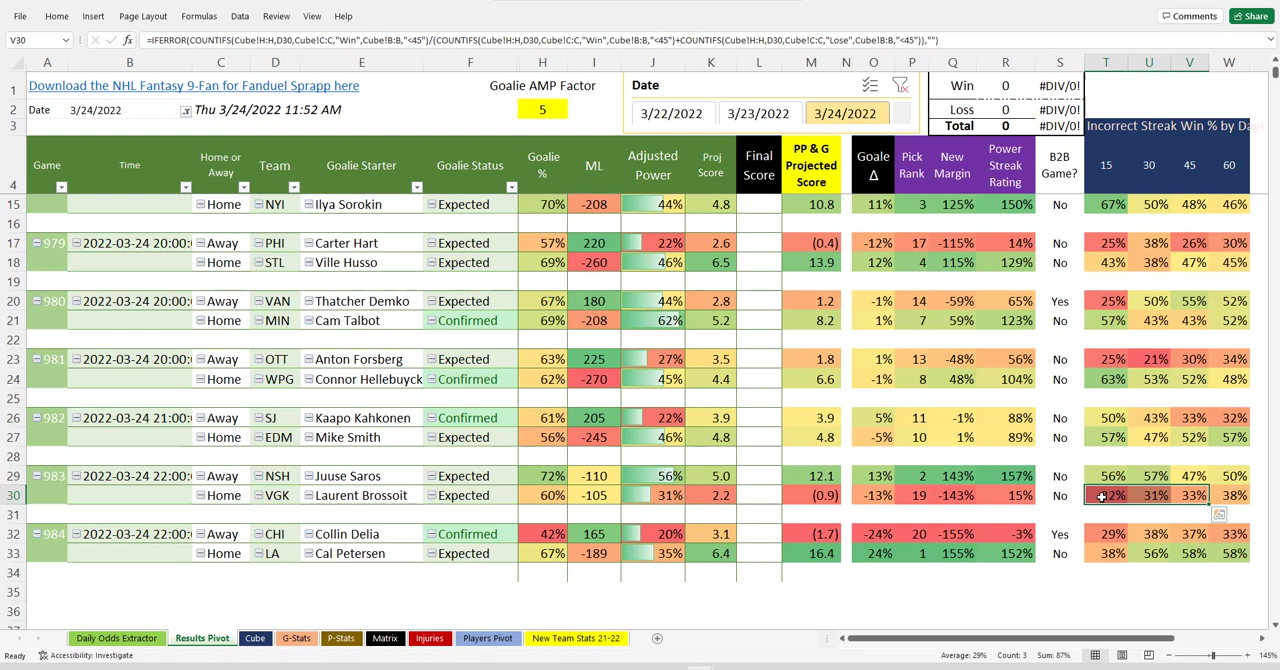 File Home Insert Page Layout Formulas Data Review View Help Comments Share
V30 fx =IFERROR(COUNTIFS(Cube!H:H,D30,Cube!C:C,"Win",Cube!B:B,"<45")/(COUNTIFS(Cube!H:H,D30,Cube!C:C,"Win",Cube!B:B,"<45")+COUNTIFS(Cube!H:H,D30,Cube!C:C,"Lose",Cube!B:B,"<45")),"")
A B C D E F H I J K L M N O P Q R S T U V W
1 Download the NHL Fantasy 9-Fan for Fanduel Sprapp here Goalie AMP Factor Date Win 0 #DIV/0!
2 Date 3/24/2022 Thu 3/24/2022 11:52 AM 5 3/22/2022 3/23/2022 3/24/2022 Loss 0 #DIV/0!
3 Total 0 #DIV/0! Incorrect Streak Win % by Days
4 Game Time Home or Away Team Goalie Starter Goalie Status Goalie % ML Adjusted Power Proj Score Final Score PP & G Projected Score Goale Δ Pick Rank New Margin Power Streak Rating B2B Game? 15 30 45 60
15 Home NYI Ilya Sorokin Expected 70% -208 44% 4.8 10.8 11% 3 125% 150% No 67% 50% 48% 46%
16
17 979 2022-03-24 20:00: Away PHI Carter Hart Expected 57% 220 22% 2.6 (0.4) -12% 17 -115% 14% No 25% 38% 26% 30%
18 Home STL Ville Husso Expected 69% -260 46% 6.5 13.9 12% 4 115% 129% No 43% 38% 47% 45%
19
20 980 2022-03-24 20:00: Away VAN Thatcher Demko Expected 67% 180 44% 2.8 1.2 -1% 14 -59% 65% Yes 25% 50% 55% 52%
21 Home MIN Cam Talbot Confirmed 69% -208 62% 5.2 8.2 1% 7 59% 123% No 57% 43% 43% 52%
22
23 981 2022-03-24 20:00: Away OTT Anton Forsberg Expected 63% 225 27% 3.5 1.8 1% 13 -48% 56% No 25% 21% 30% 34%
24 Home WPG Connor Hellebuyck Confirmed 62% -270 45% 4.4 6.6 -1% 8 48% 104% No 63% 53% 52% 48%
25
26 982 2022-03-24 21:00: Away SJ Kaapo Kahkonen Confirmed 61% 205 22% 3.9 3.9 5% 11 -1% 88% No 50% 43% 33% 32%
27 Home EDM Mike Smith Expected 56% -245 46% 4.8 4.8 -5% 10 1% 89% No 57% 47% 52% 57%
28
29 983 2022-03-24 22:00: Away NSH Juuse Saros Expected 72% -110 56% 5.0 12.1 13% 2 143% 157% No 56% 57% 47% 50%
30 Home VGK Laurent Brossoit Expected 60% -105 31% 2.2 (0.9) -13% 19 -143% 15% No 31% 33% 38%
31
32 984 2022-03-24 22:00: Away CHI Collin Delia Confirmed 42% 165 20% 3.1 (1.7) -24% 20 -155% -3% Yes 29% 38% 37% 33%
33 Home LA Cal Petersen Expected 67% -189 35% 6.4 16.4 24% 1 155% 152% No 38% 56% 58% 58%
34
35
36
Daily Odds Extractor Results Pivot Cube G-Stats P-Stats Matrix Injuries Players Pivot New Team Stats 21-22
Ready Accessibility: Investigate Average: 29% Count: 3 Sum: 87% 145%